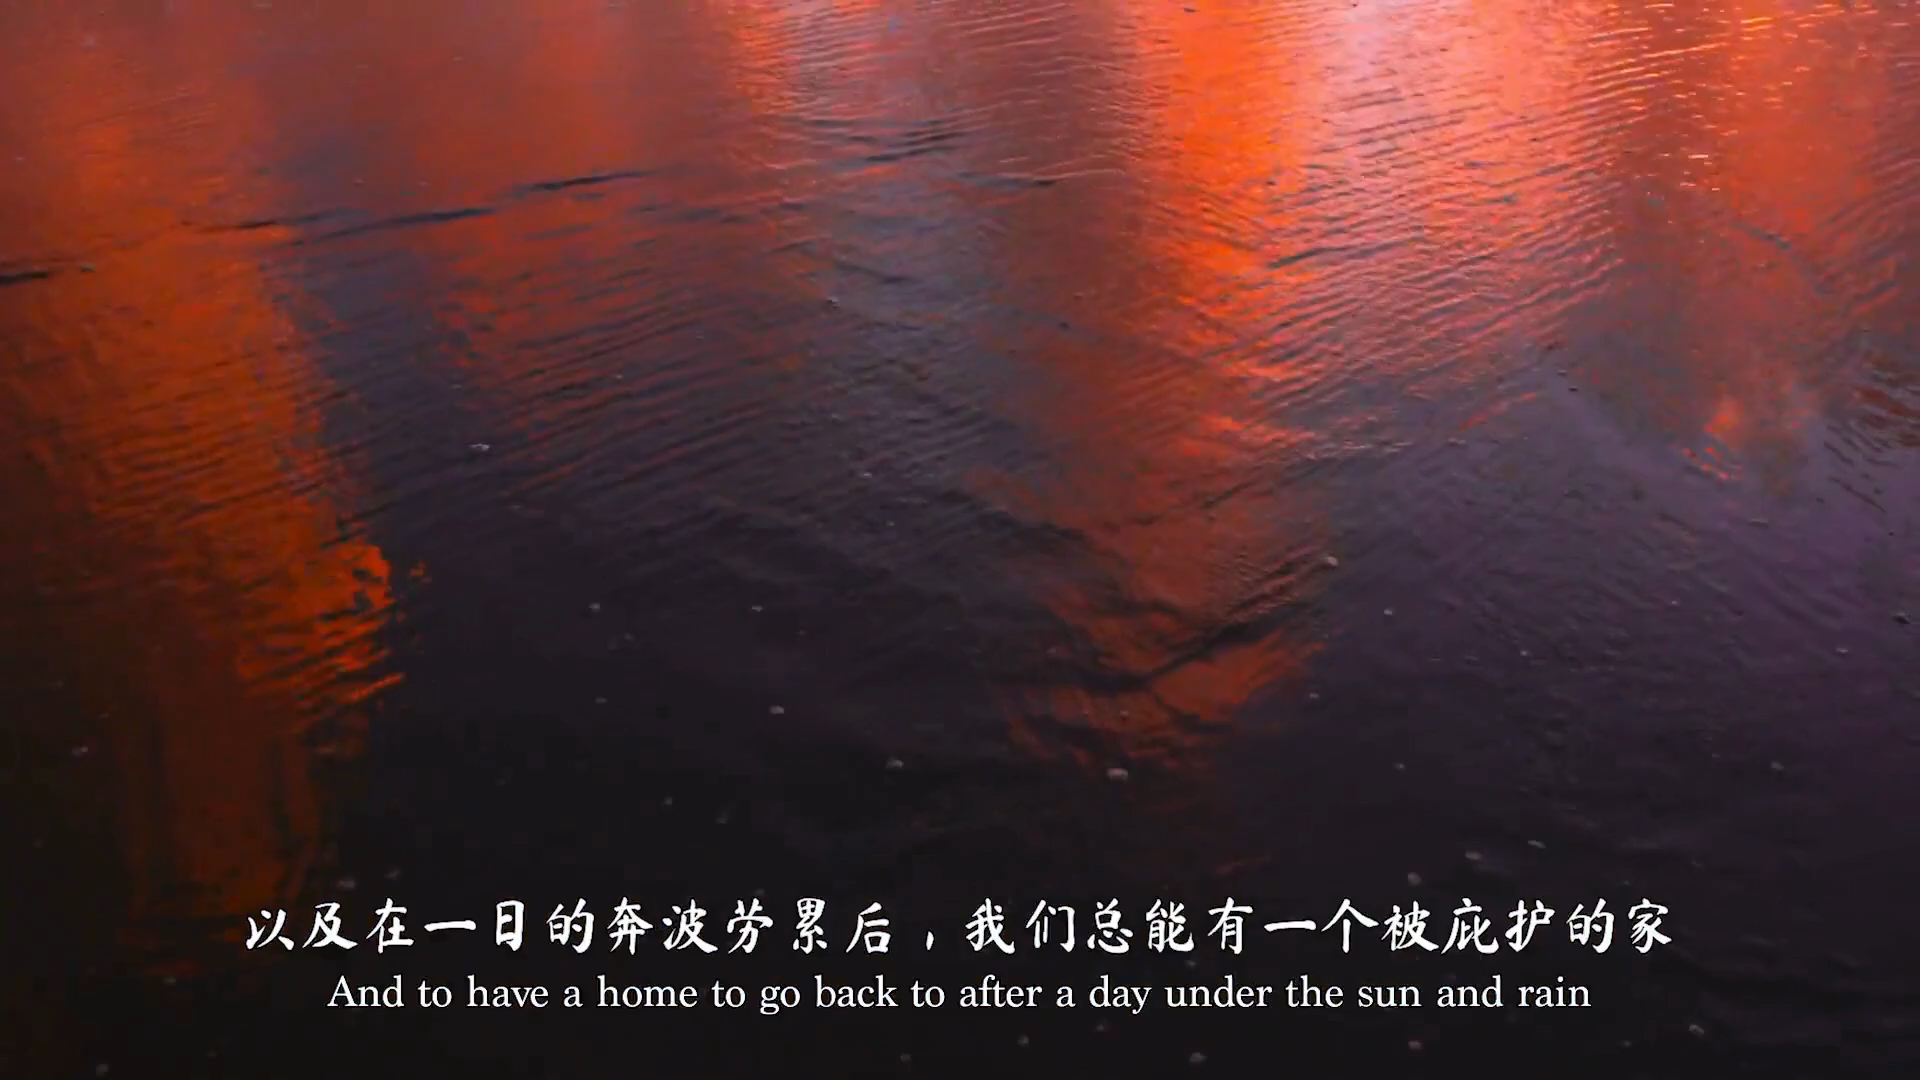 以及在一日的奔波劳累后，我们总能有一个被庇护的家
And to have a home to go back to after a day under the sun and rain